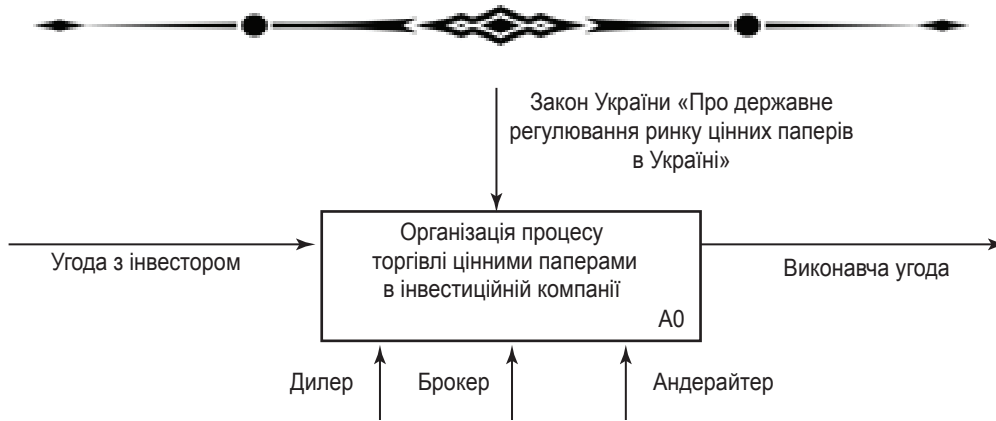 Закон України «Про державне
регулювання ринку цінних паперів
в Україні»
Угода з інвестором
Організація процесу
торгівлі цінними паперами
в інвестиційній компанії
A0
Виконавча угода
Дилер
Брокер
Андерайтер